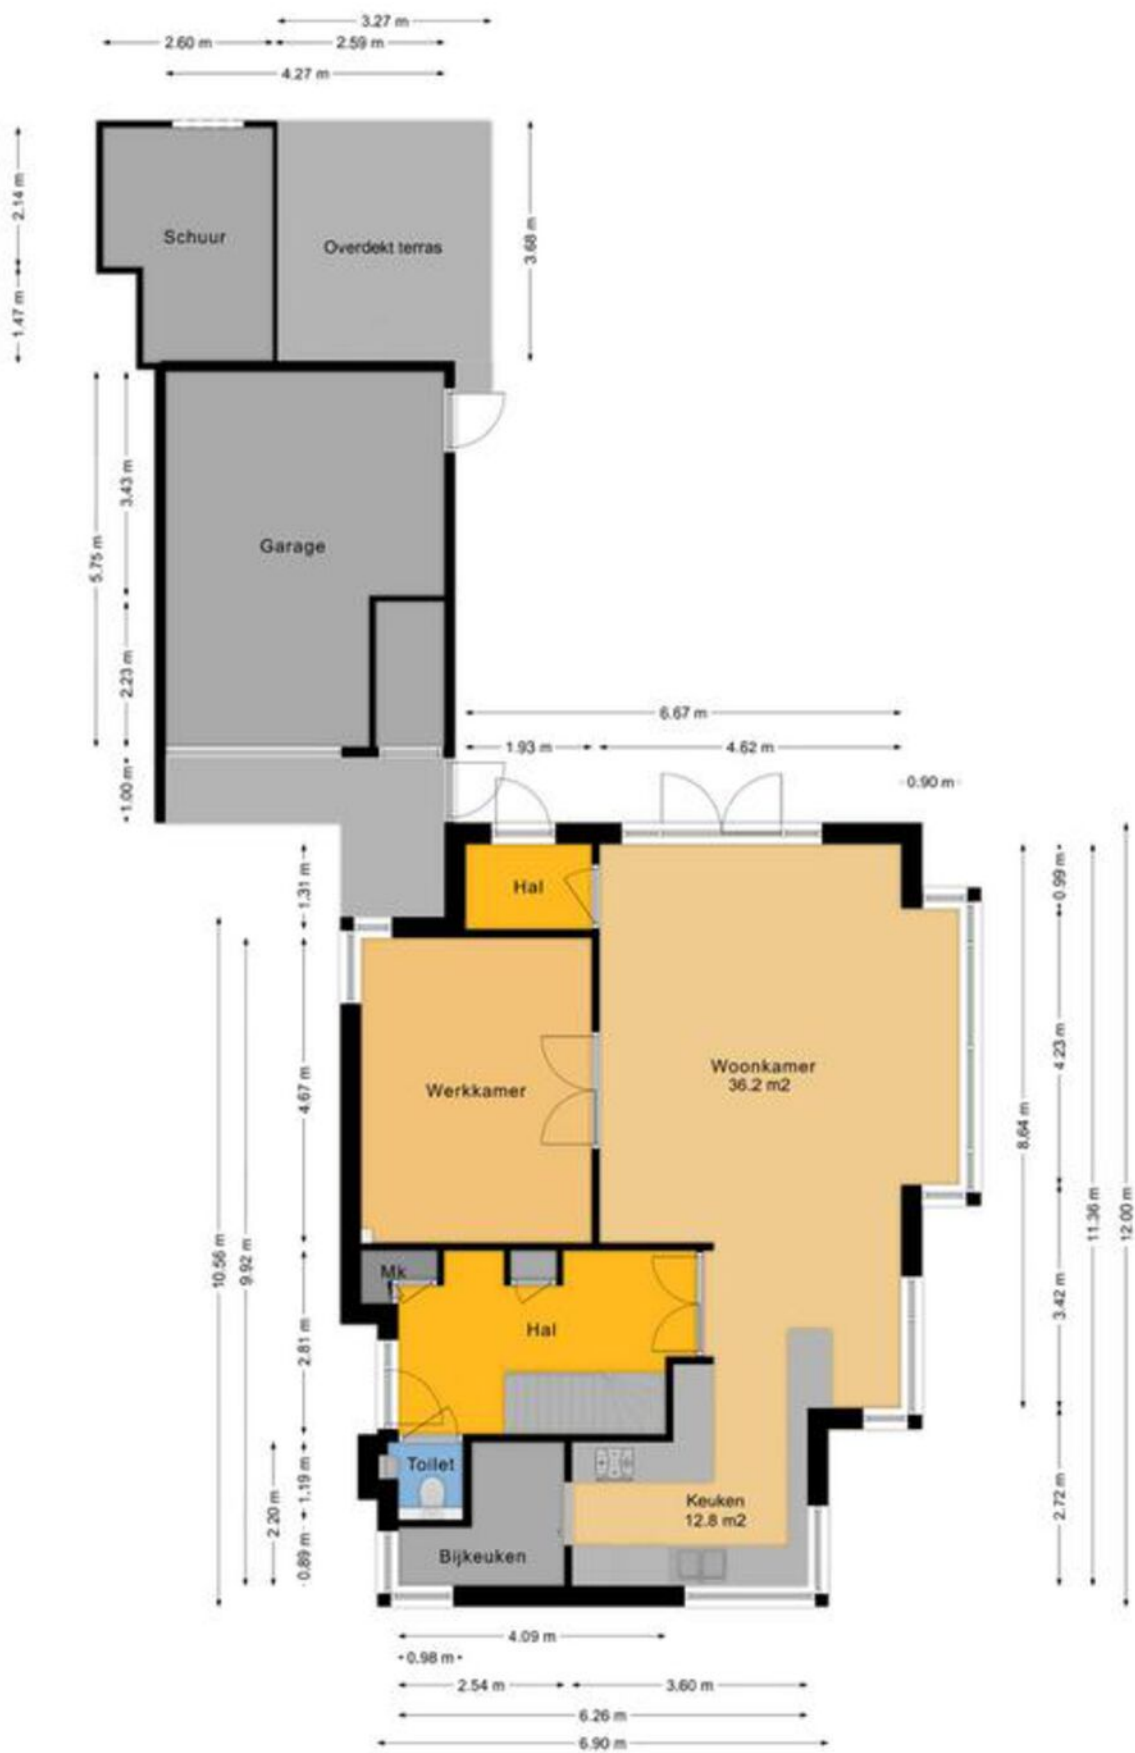 3.27 m
2.60 m
2.59 m
4.27 m
2.14 m
1.47 m
Schuur
Overdekt terras
3.68 m
5.75 m
3.43 m
2.23 m
1.00 m
Garage
6.67 m
1.93 m
4.62 m
0.90 m
Hal
1.31 m
0.99 m
10.56 m
9.92 m
4.67 m
Werkkamer
Woonkamer
36.2 m2
4.23 m
8.64 m
11.36 m
12.00 m
Mk
Hal
2.81 m
3.42 m
Toilet
1.19 m
2.20 m
0.89 m
Keuken
12.8 m2
2.72 m
Bijkeuken
4.09 m
0.98 m
2.54 m
3.60 m
6.26 m
6.90 m